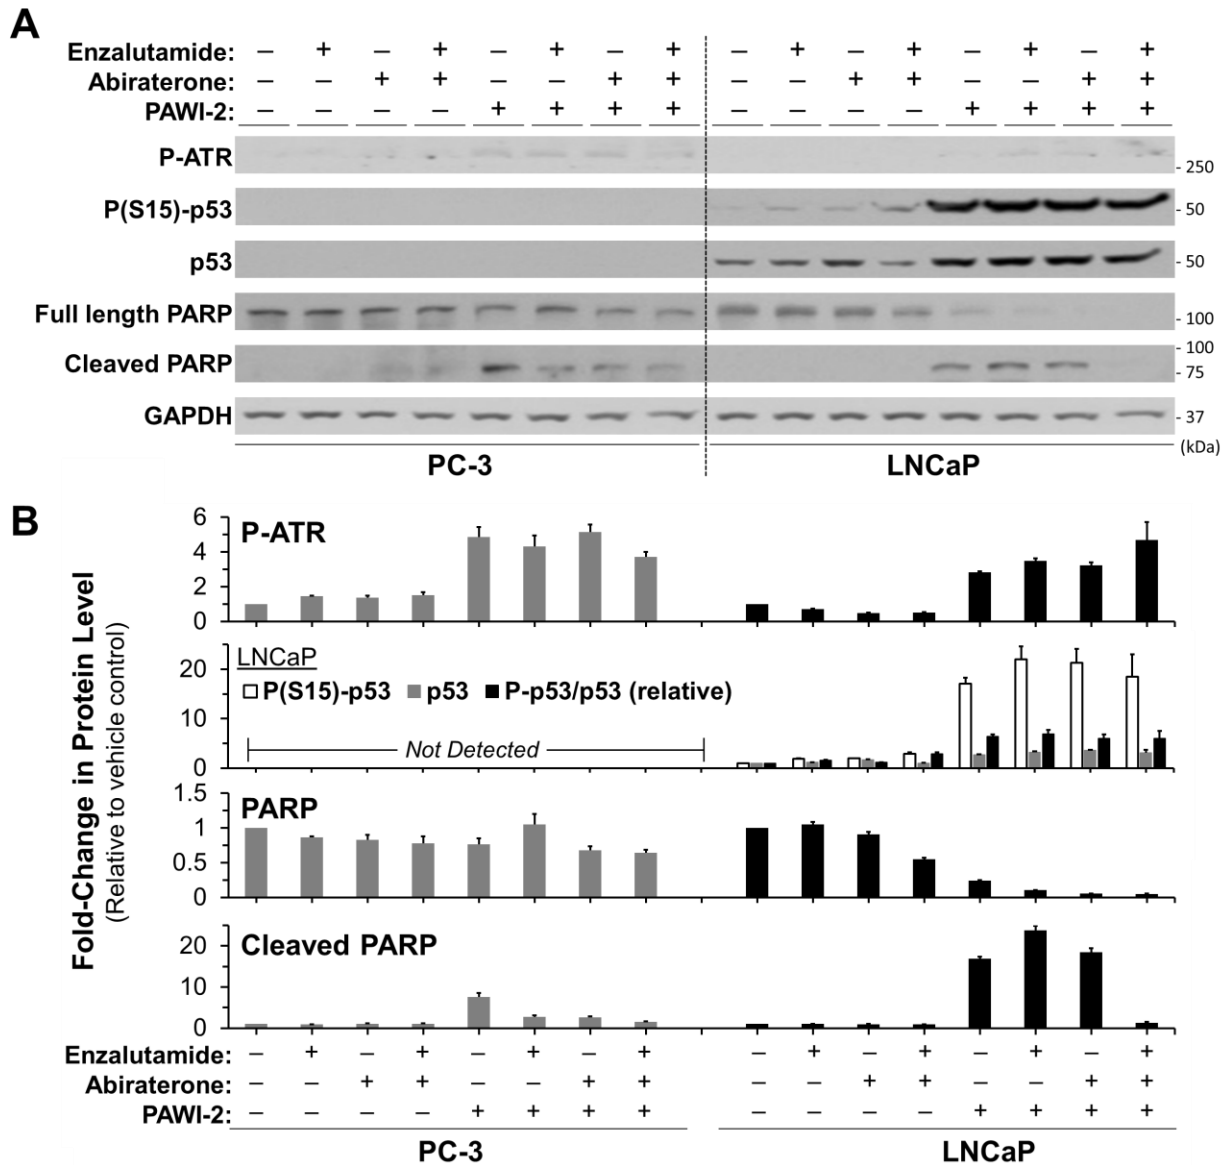 A
Enzalutamide: – + – + – + – + – + – + – + – +
Abiraterone: – – + + – – + + – – + + – – + +
PAWI-2: – – – – + + + + – – – – + + + +
P-ATR
- 250
P(S15)-p53
- 50
p53
- 50
Full length PARP
- 100
Cleaved PARP
- 100
- 75
GAPDH
- 37
(kDa)
PC-3 LNCaP
B
Fold-Change in Protein Level
(Relative to vehicle control)
P-ATR
6
4
2
0
LNCaP
P(S15)-p53 p53 P-p53/p53 (relative)
Not Detected
20
10
0
PARP
1.5
1
0.5
0
Cleaved PARP
20
10
0
Enzalutamide: – + – + – + – + – + – + – + – +
Abiraterone: – – + + – – + + – – + + – – + +
PAWI-2: – – – – + + + + – – – – + + + +
PC-3 LNCaP